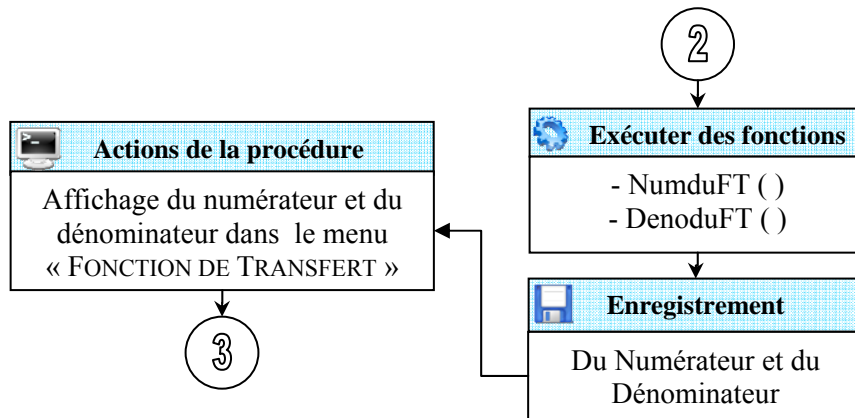 2
Exécuter des fonctions
- NumduFT ( )
- DenoduFT ( )
Enregistrement
Du Numérateur et du
Dénominateur
Actions de la procédure
Affichage du numérateur et du
dénominateur dans le menu
« FONCTION DE TRANSFERT »
3